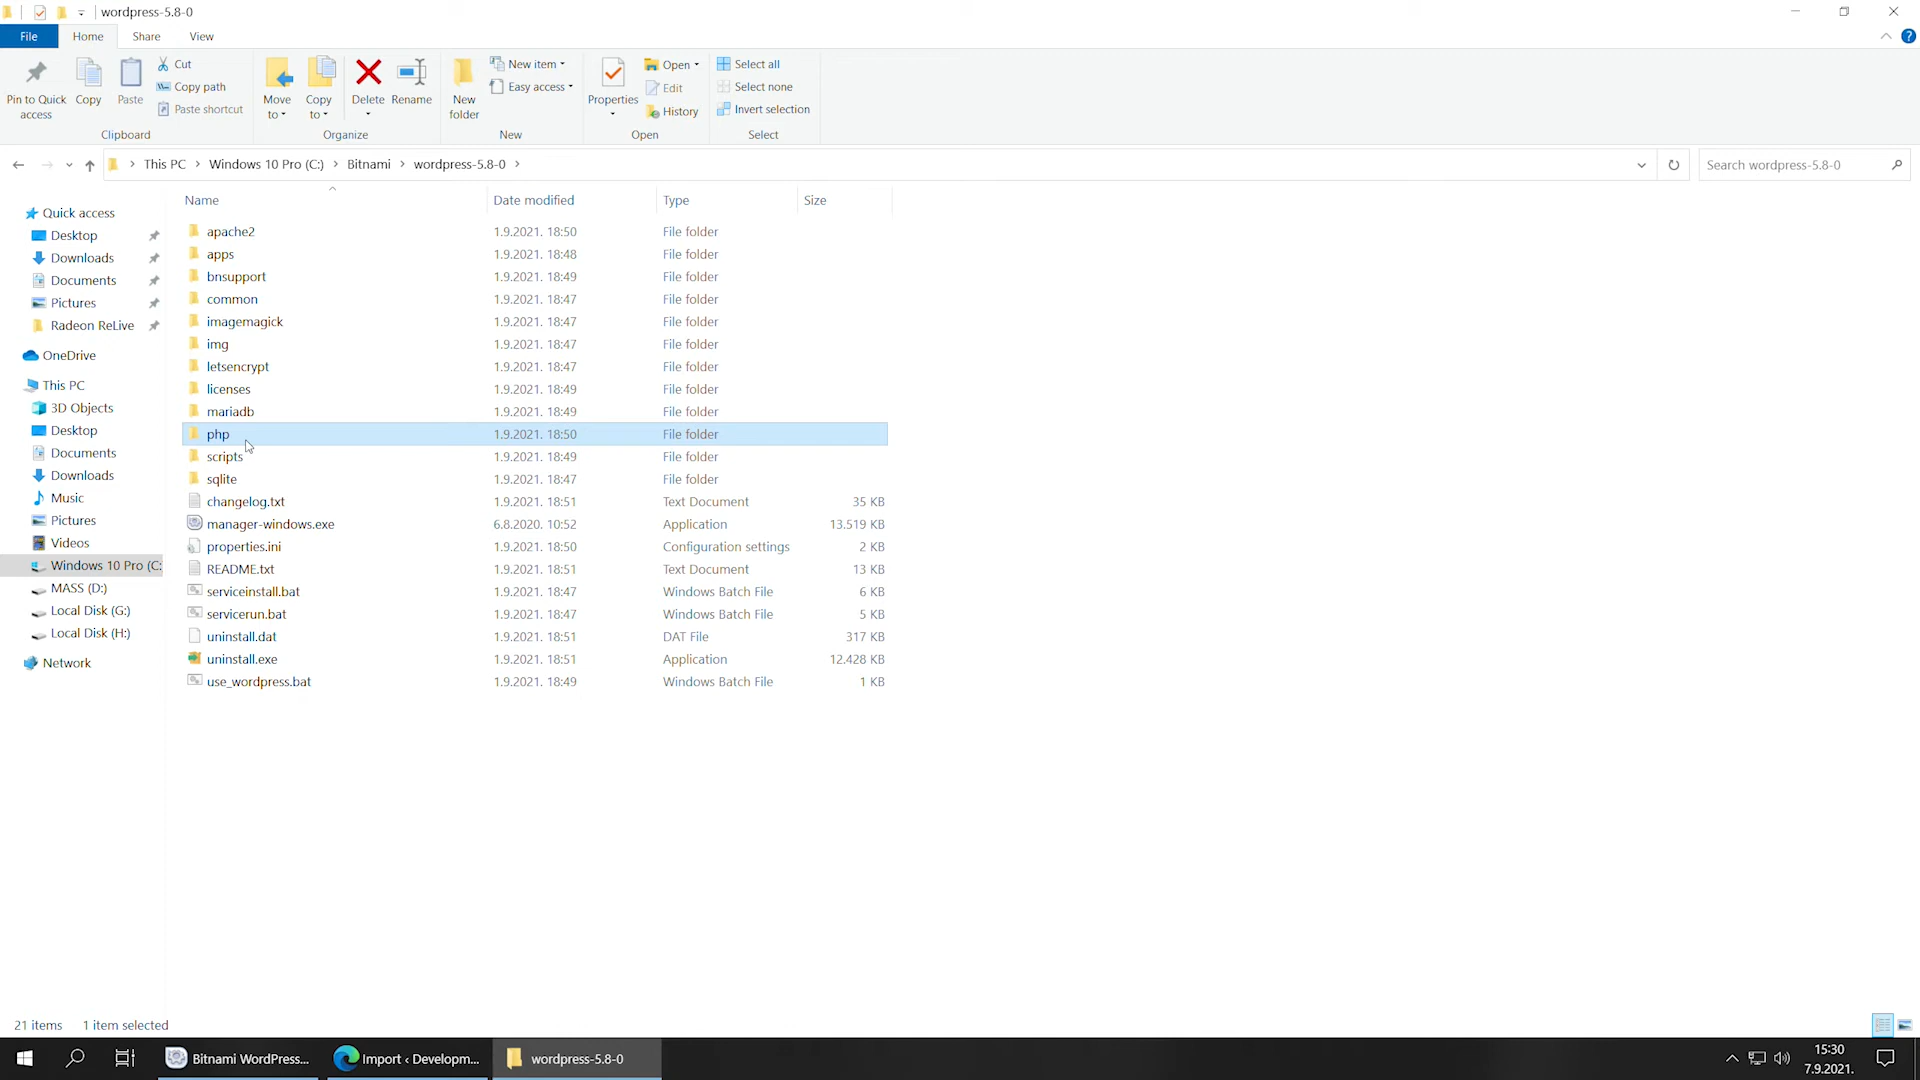 wordpress-5.8-0
File
Home
Share
View
Pin to Quick
access
Copy
Paste
Cut
Copy path
Paste shortcut
Clipboard
Move
to
Copy
to
Delete
Rename
Organize
New
folder
New item
Easy access
New
Properties
Open
Edit
History
Open
Select all
Select none
Invert selection
Select
This PC
Windows 10 Pro (C:)
Bitnami
wordpress-5.8-0
Search wordpress-5.8-0
Quick access
Desktop
Downloads
Documents
Pictures
Radeon ReLive
OneDrive
This PC
3D Objects
Desktop
Documents
Downloads
Music
Pictures
Videos
Windows 10 Pro (C:
MASS (D:)
Local Disk (G:)
Local Disk (H:)
Network
Name Date modified Type Size
apache2 1.9.2021. 18:50 File folder
apps 1.9.2021. 18:48 File folder
bnsupport 1.9.2021. 18:49 File folder
common 1.9.2021. 18:47 File folder
imagemagick 1.9.2021. 18:47 File folder
img 1.9.2021. 18:47 File folder
letsencrypt 1.9.2021. 18:47 File folder
licenses 1.9.2021. 18:49 File folder
mariadb 1.9.2021. 18:49 File folder
php 1.9.2021. 18:50 File folder
scripts 1.9.2021. 18:49 File folder
sqlite 1.9.2021. 18:47 File folder
changelog.txt 1.9.2021. 18:51 Text Document 35 KB
manager-windows.exe 6.8.2020. 10:52 Application 13.519 KB
properties.ini 1.9.2021. 18:50 Configuration settings 2 KB
README.txt 1.9.2021. 18:51 Text Document 13 KB
serviceinstall.bat 1.9.2021. 18:47 Windows Batch File 6 KB
servicerun.bat 1.9.2021. 18:47 Windows Batch File 5 KB
uninstall.dat 1.9.2021. 18:51 DAT File 317 KB
uninstall.exe 1.9.2021. 18:51 Application 12.428 KB
use_wordpress.bat 1.9.2021. 18:49 Windows Batch File 1 KB
21 items 1 item selected
Bitnami WordPress...
Import ‹ Developm...
wordpress-5.8-0
15:30
7.9.2021.